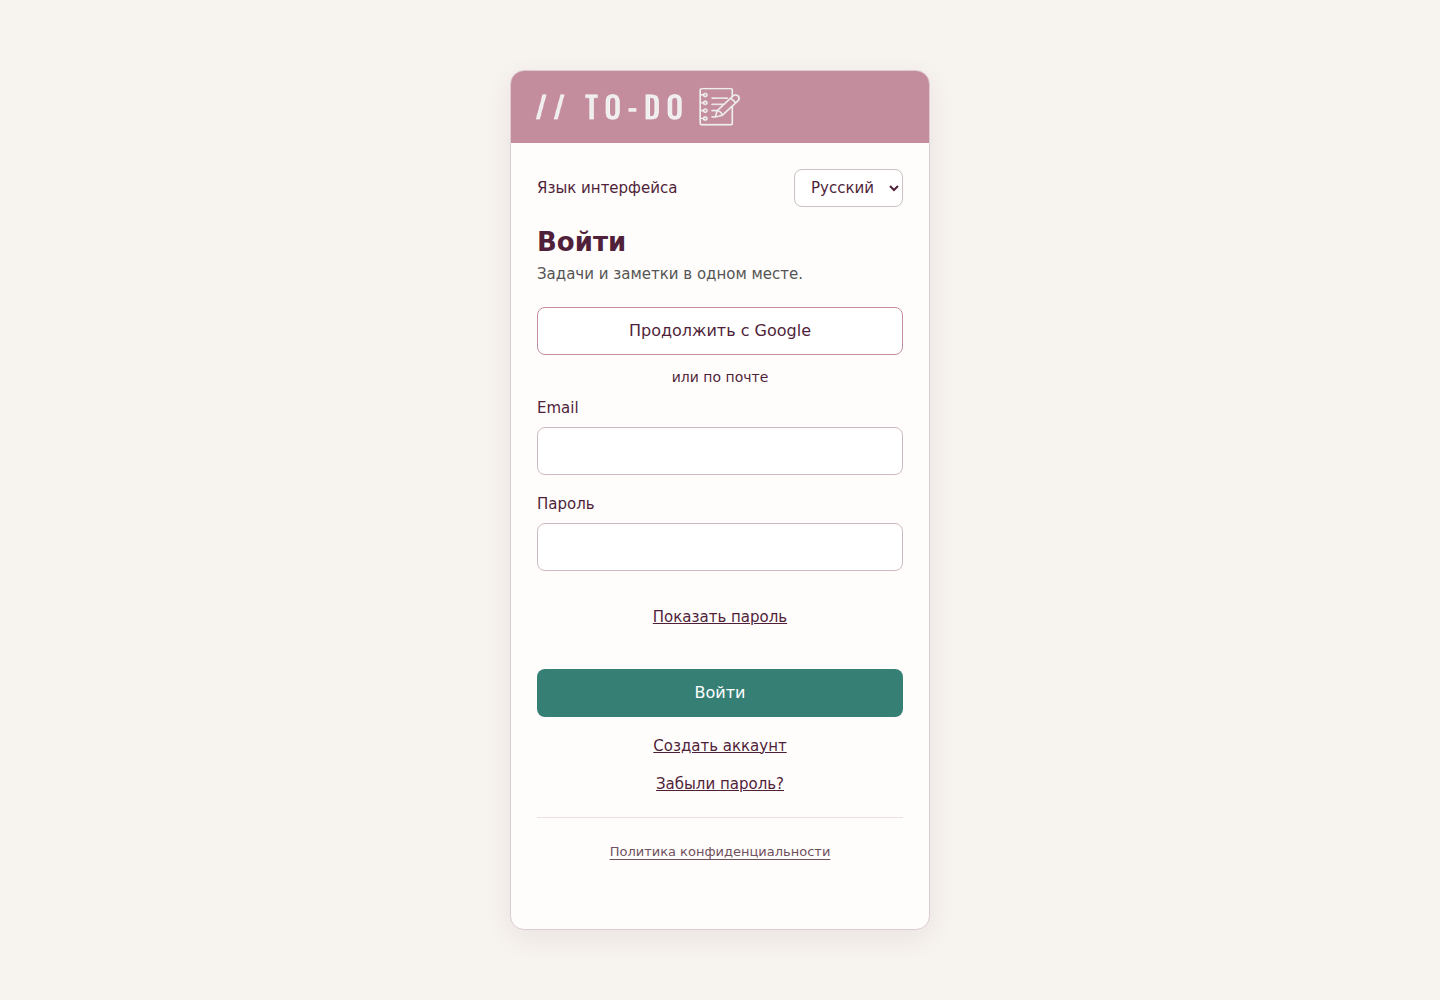 // TO-DO
Язык интерфейса
Русский
Войти
Задачи и заметки в одном месте.
Продолжить с Google
или по почте
Email
Пароль
Показать пароль
Войти
Создать аккаунт
Забыли пароль?
Политика конфиденциальности